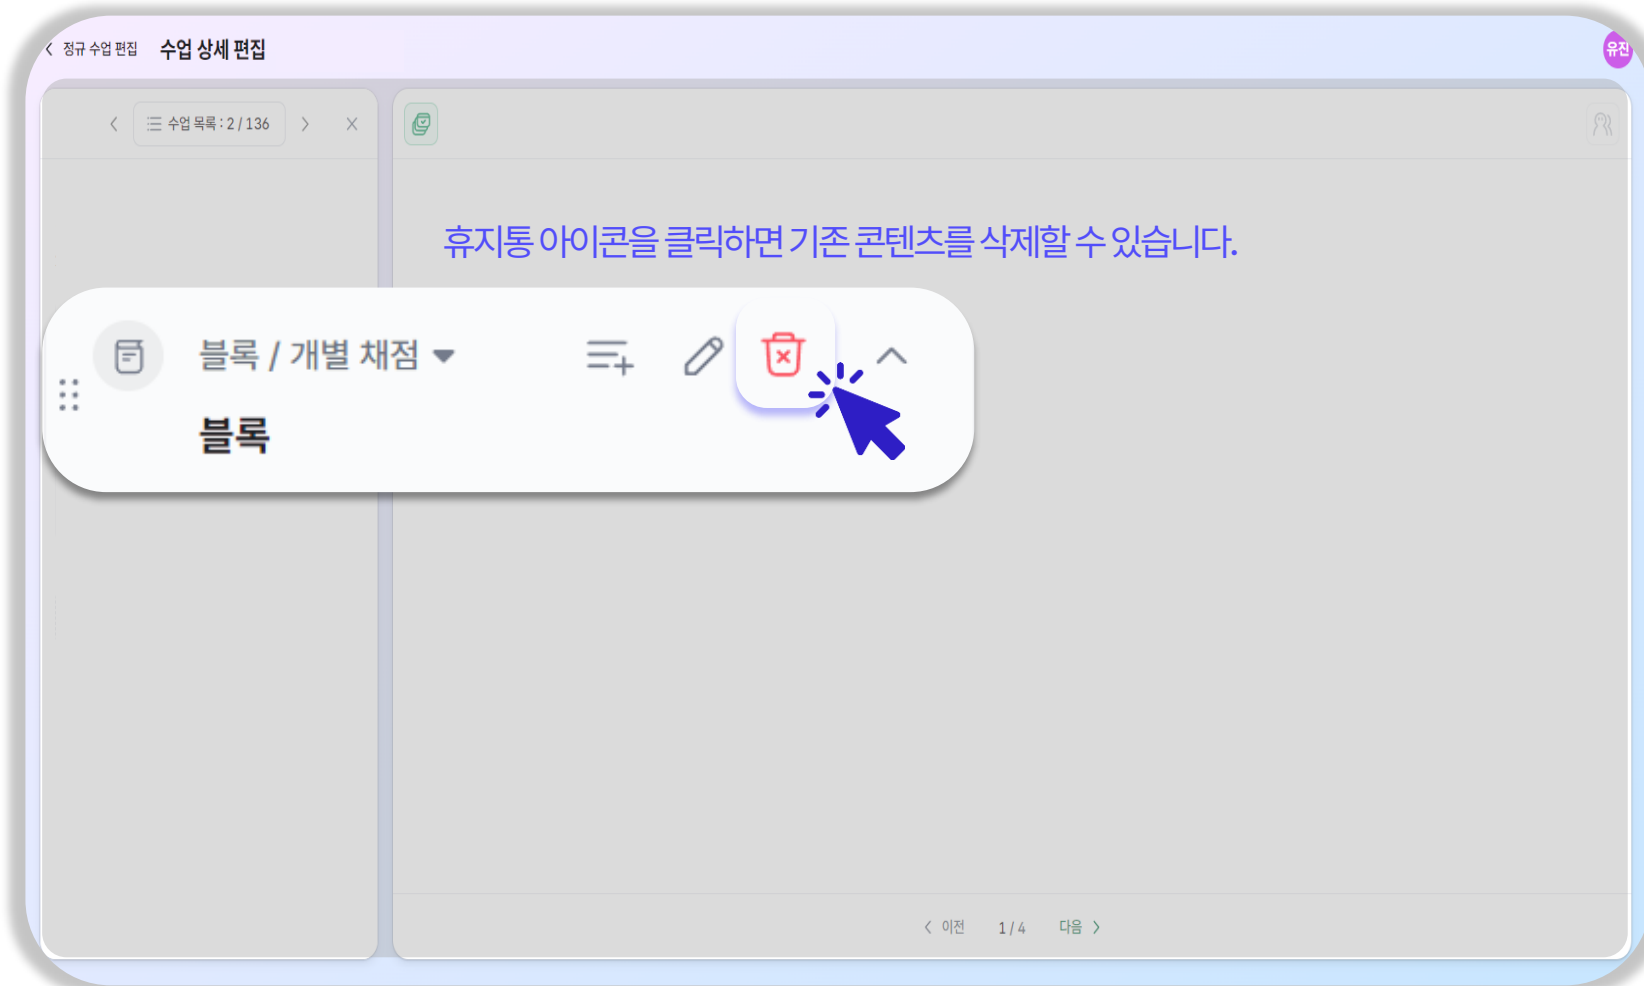 정규 수업 편집 수업 상세 편집
유진
수업 목록 : 2 / 136
휴지통 아이콘을 클릭하면 기존 콘텐츠를 삭제할 수 있습니다.
블록 / 개별 채점
블록
이전 1 / 4 다음